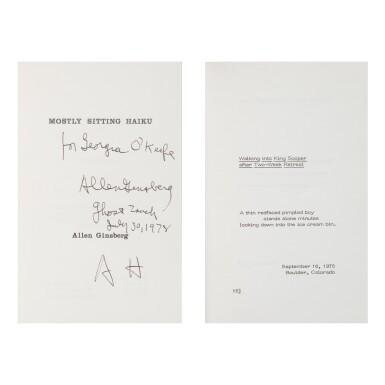 MOSTLY SITTING HAIKU
for Georgia O'Keefe
Allen Ginsberg
Ghost Ranch
July 30, 1978
Allen Ginsberg
A H
Walking into King Sooper
after Two-Week Retreat
A thin redfaced pimpled boy
stands alone minutes
looking down into the ice cream bin.
September 16, 1975
Boulder, Colorado